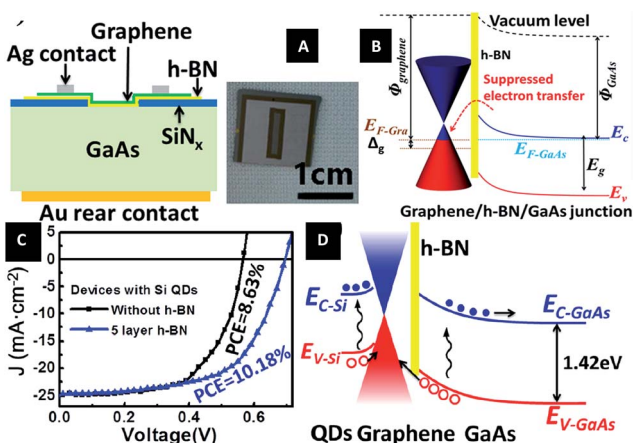 Graphene
Ag contact
h-BN
GaAs
SiNx
Au rear contact
A
1cm
B
Vacuum level
h-BN
Φgraphene
ΦGaAs
Suppressed
electron transfer
EF-Gra
Δg
Ec
EF-GaAs
Eg
Ev
Graphene/h-BN/GaAs junction
C
J (mA·cm-2)
5
0
-5
-10
-15
-20
-25
-30
Devices with Si QDs
Without h-BN
5 layer h-BN
PCE=8.63%
PCE=10.18%
0.0
0.2
0.4
0.6
Voltage(V)
D
h-BN
EC-Si
EV-Si
EC-GaAs
1.42eV
EV-GaAs
QDs Graphene GaAs